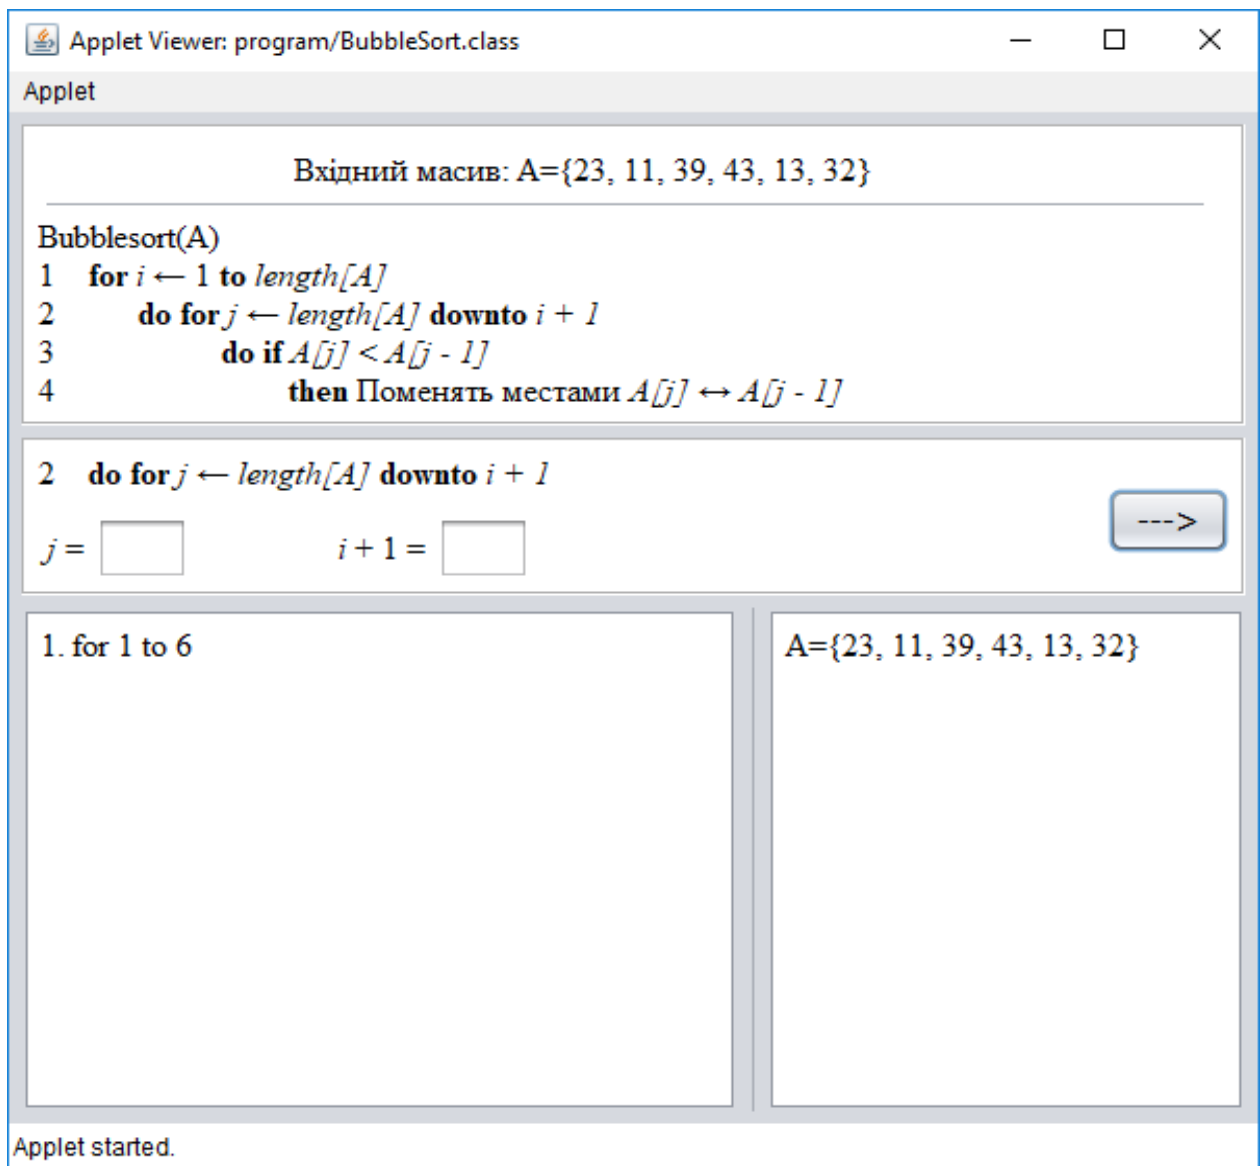 Applet Viewer: program/BubbleSort.class
Applet
Вхідний масив: A={23, 11, 39, 43, 13, 32}
Bubblesort(A)
1 for i ← 1 to length[A]
2 do for j ← length[A] downto i + 1
3 do if A[j] < A[j - 1]
4 then Поменять местами A[j] ↔ A[j - 1]
2 do for j ← length[A] downto i + 1
j = i + 1 =
--->
1. for 1 to 6
A={23, 11, 39, 43, 13, 32}
Applet started.